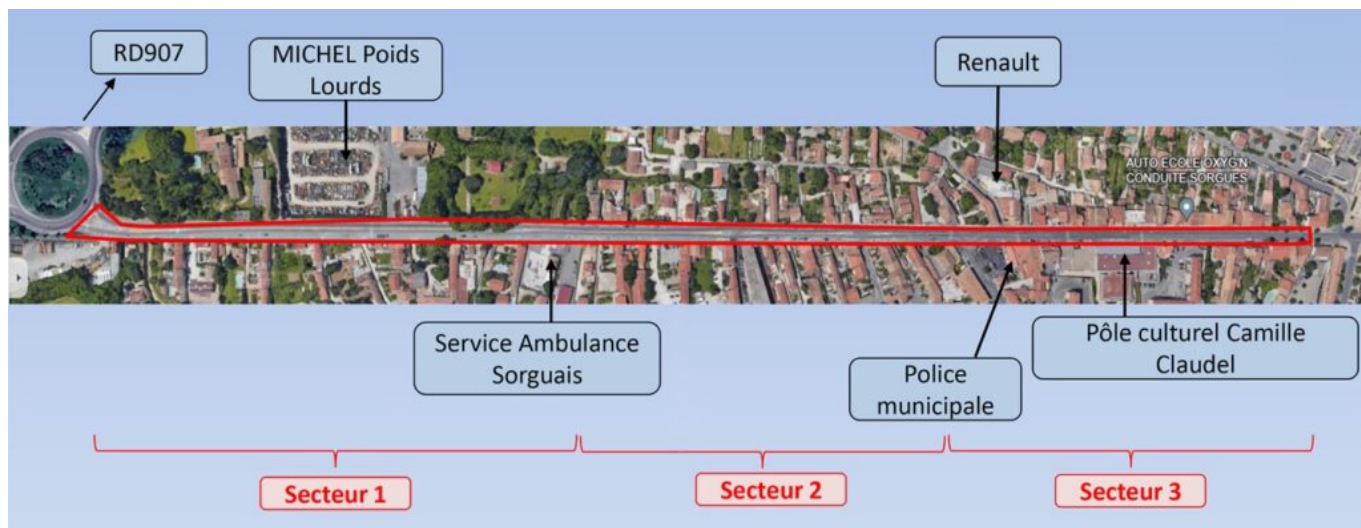 RD907
MICHEL Poids
Lourds
Renault
AUTO ECOLE OXYG'N
CONDUITE SORGUES
Service Ambulance
Sorguais
Police
municipale
Pôle culturel Camille
Claudel
Secteur 1
Secteur 2
Secteur 3